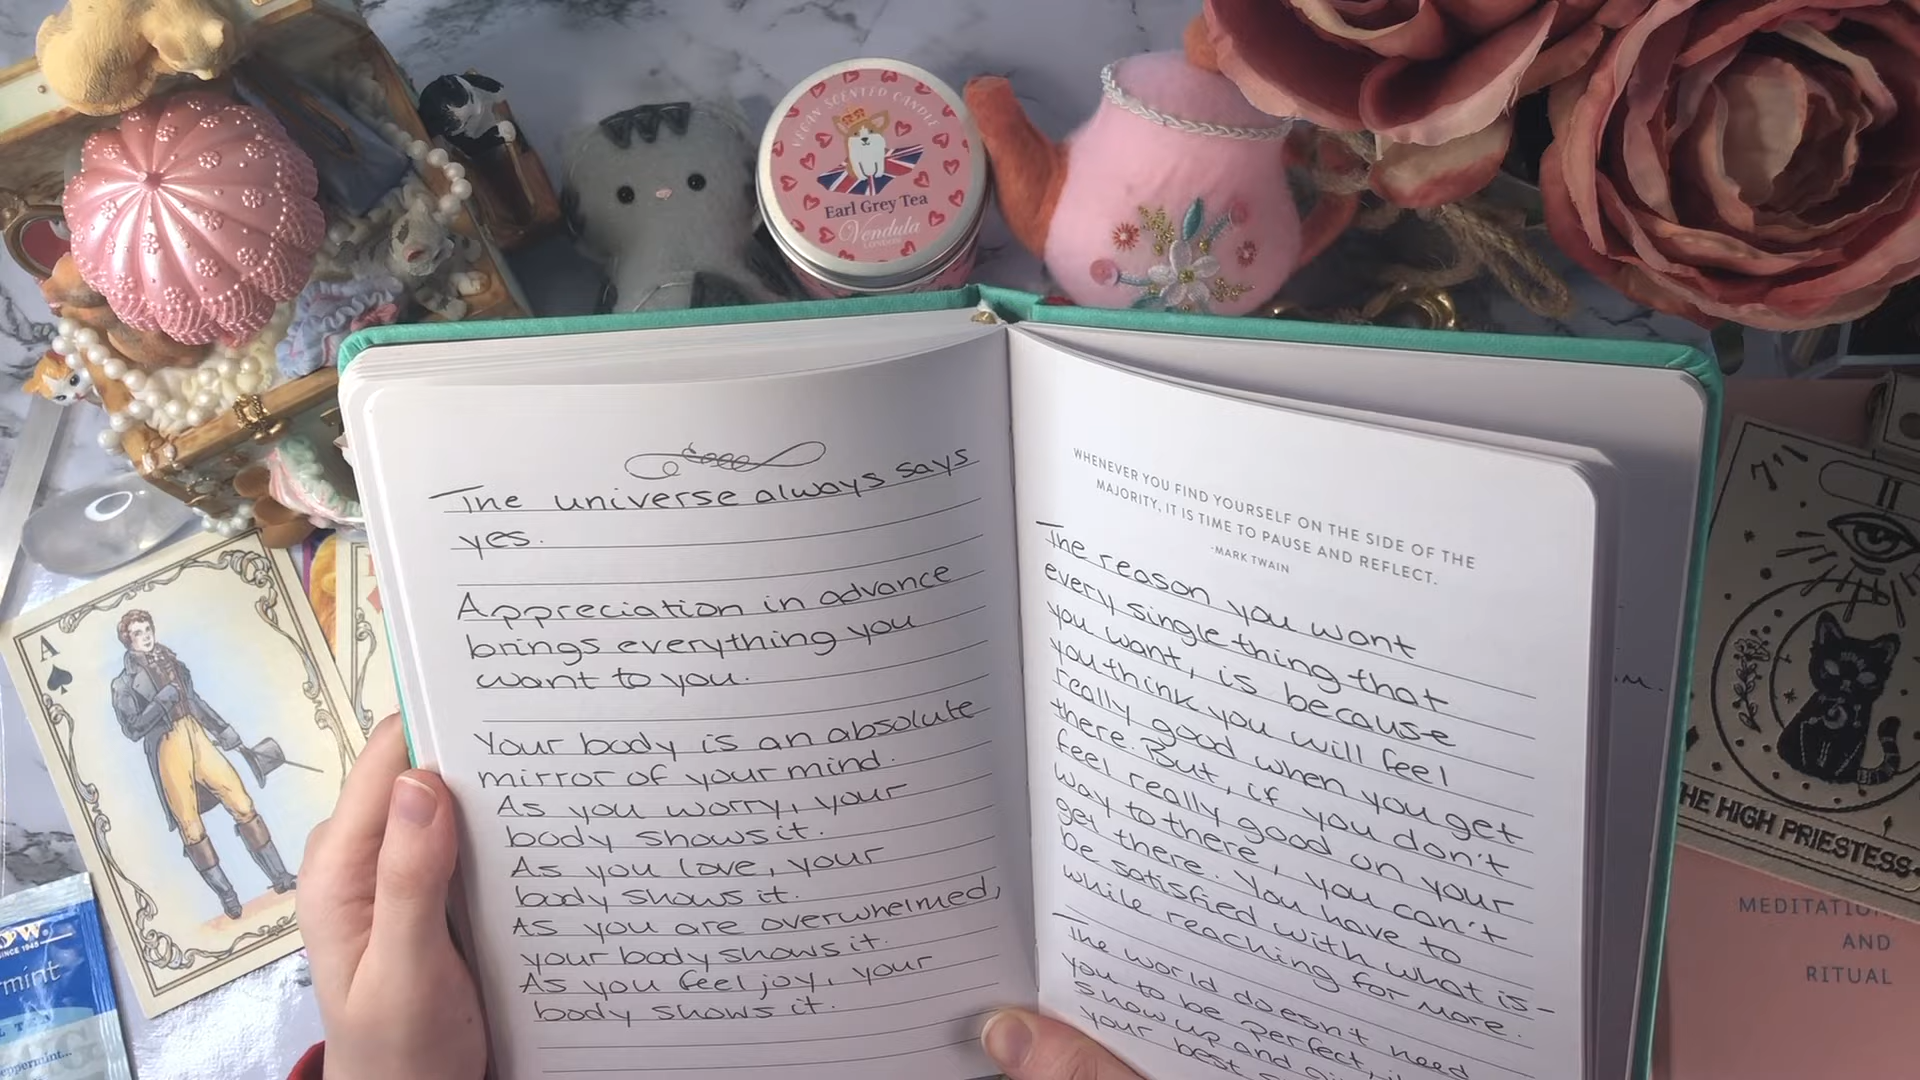 VEGAN SCENTED CANDLE
Earl Grey Tea
Vendula
LONDON
The universe always says
yes.
Appreciation in advance
brings everything you
want to you.
Your body is an absolute
mirror of your mind.
As you worry, your
body shows it.
As you love, your
body shows it.
As you are overwhelmed,
your body shows it.
As you feel joy, your
body shows it.
WHENEVER YOU FIND YOURSELF ON THE SIDE OF THE
MAJORITY, IT IS TIME TO PAUSE AND REFLECT.
-MARK TWAIN
The reason you want
every single thing that
you want, is because
you think you will feel
really good when you get
there. But, if you don't
feel really good on your
way to there, you can't
get there. You have to
be satisfied with what is-
while reaching for more.
The world doesn't need
you to be perfect,
show up and
your best
A
SINCE 1945
mint
peppermint...
II
THE HIGH PRIESTESS
MEDITATION
AND
RITUAL